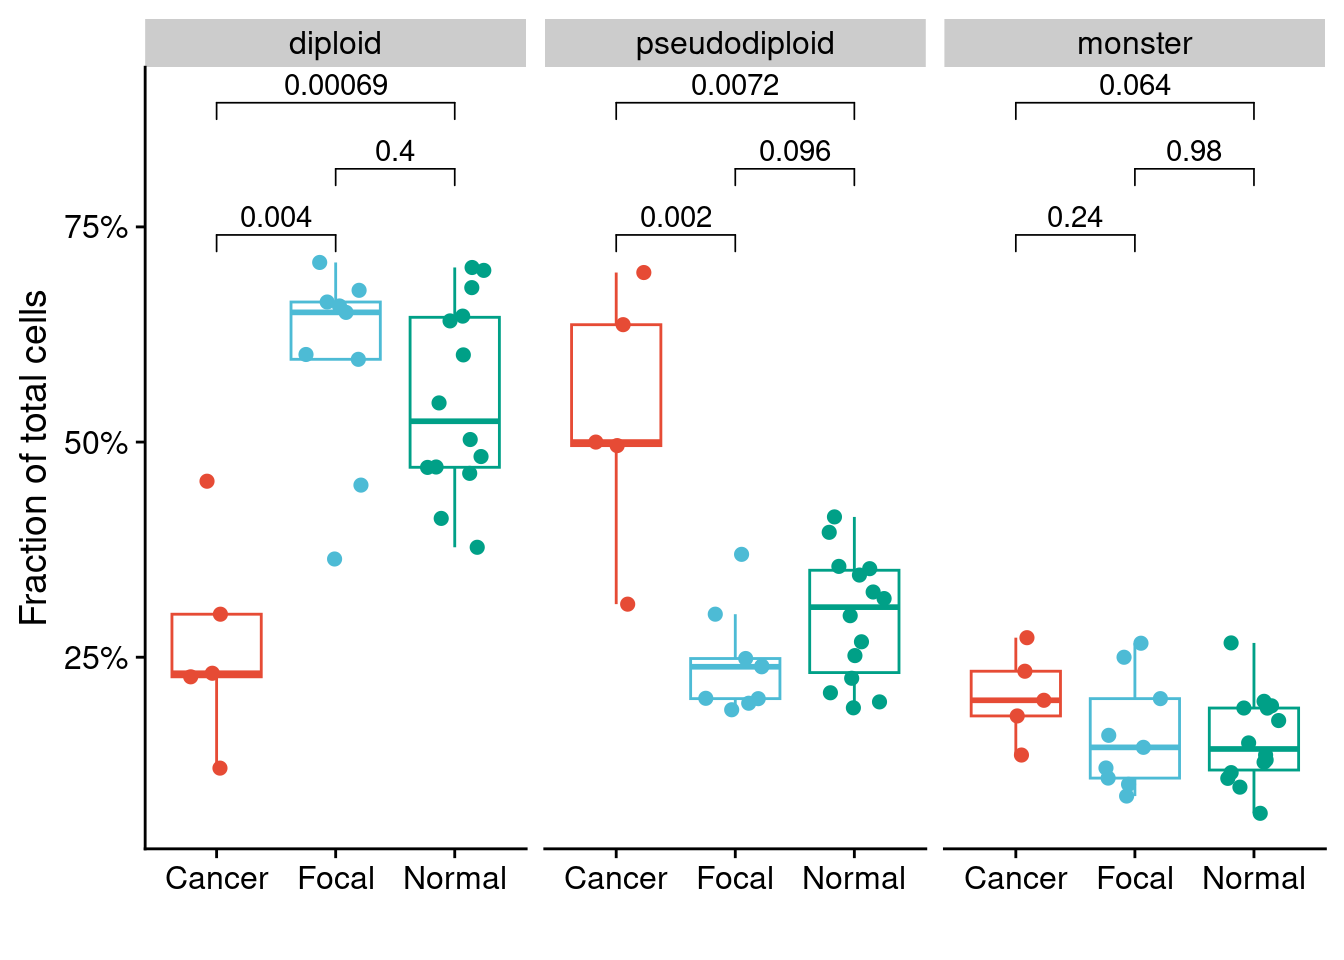 diploid
pseudodiploid
monster
0.00069
0.0072
0.064
0.4
0.096
0.98
0.004
0.002
0.24
75%
50%
25%
Fraction of total cells
Cancer Focal Normal
Cancer Focal Normal
Cancer Focal Normal